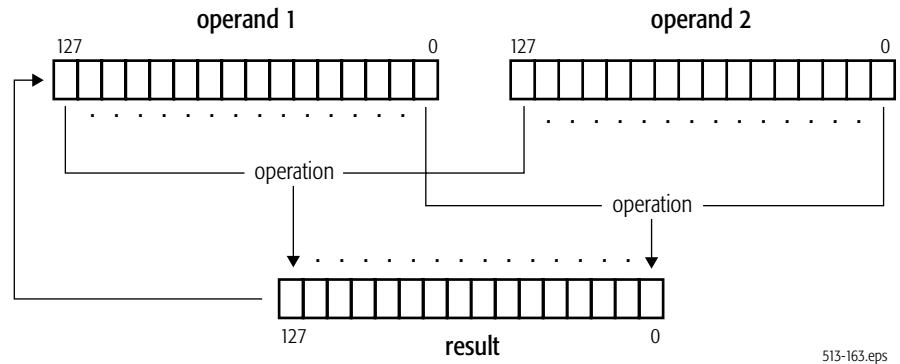 operand 1 operand 2
127 0 127 0
operation
operation
127 0
result
513-163.eps